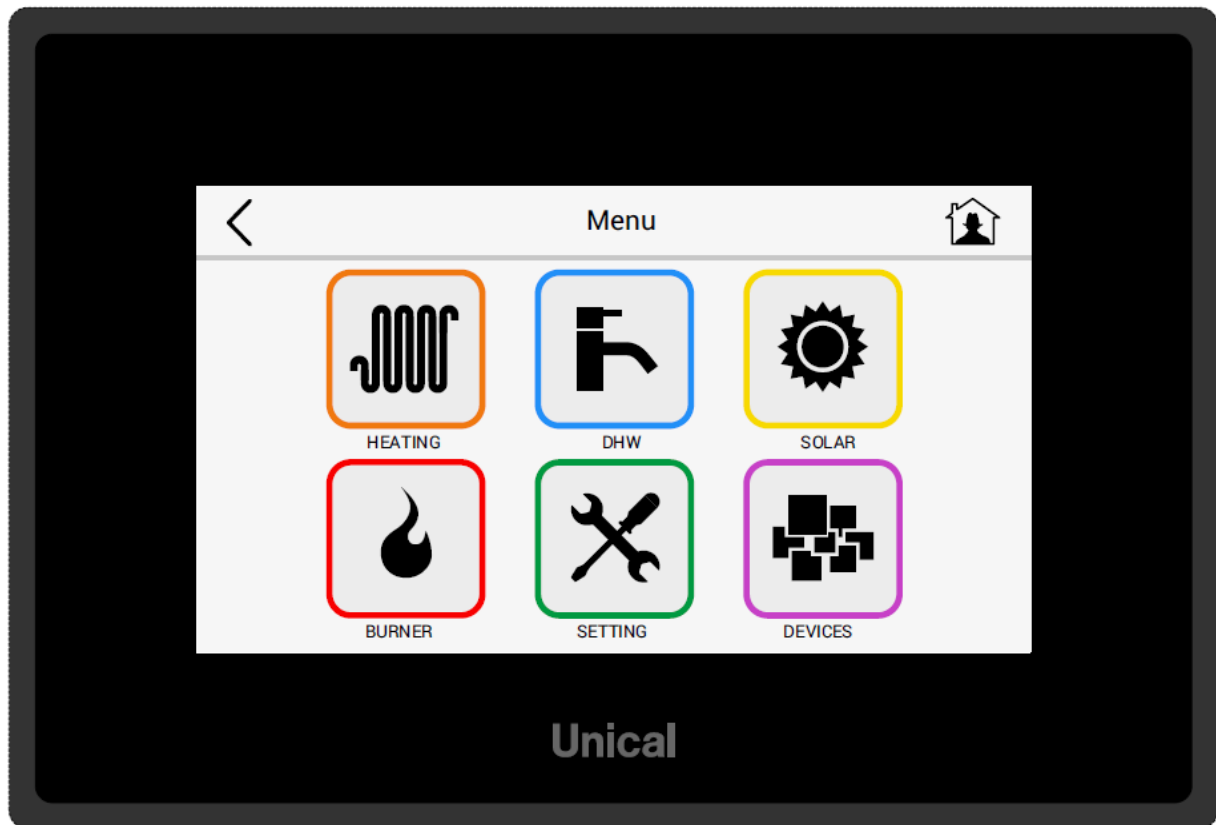 Menu
HEATING
DHW
SOLAR
BURNER
SETTING
DEVICES
Unical